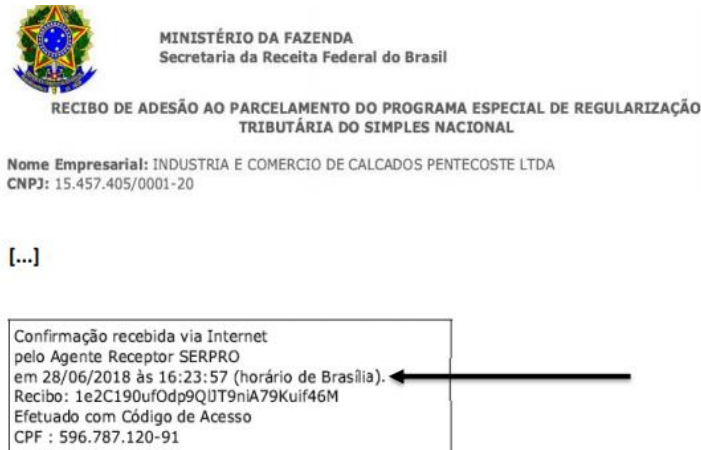 MINISTÉRIO DA FAZENDA
Secretaria da Receita Federal do Brasil
RECIBO DE ADESÃO AO PARCELAMENTO DO PROGRAMA ESPECIAL DE REGULARIZAÇÃO
TRIBUTÁRIA DO SIMPLES NACIONAL
Nome Empresarial: INDUSTRIA E COMERCIO DE CALCADOS PENTECOSTE LTDA
CNPJ: 15.457.405/0001-20
[...]
Confirmação recebida via Internet
pelo Agente Receptor SERPRO
em 28/06/2018 às 16:23:57 (horário de Brasília).
Recibo: 1e2C190ufOdp9QlJT9niA79Kuif46M
Efetuado com Código de Acesso
CPF : 596.787.120-91